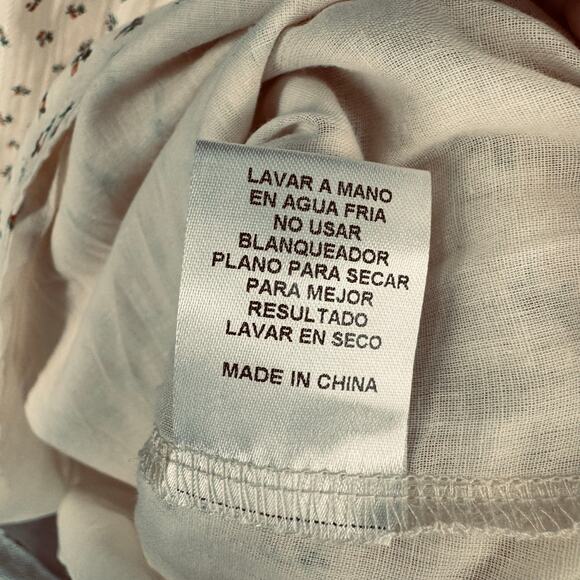 LAVAR A MANO
EN AGUA FRIA
NO USAR
BLANQUEADOR
PLANO PARA SECAR
PARA MEJOR
RESULTADO
LAVAR EN SECO
MADE IN CHINA